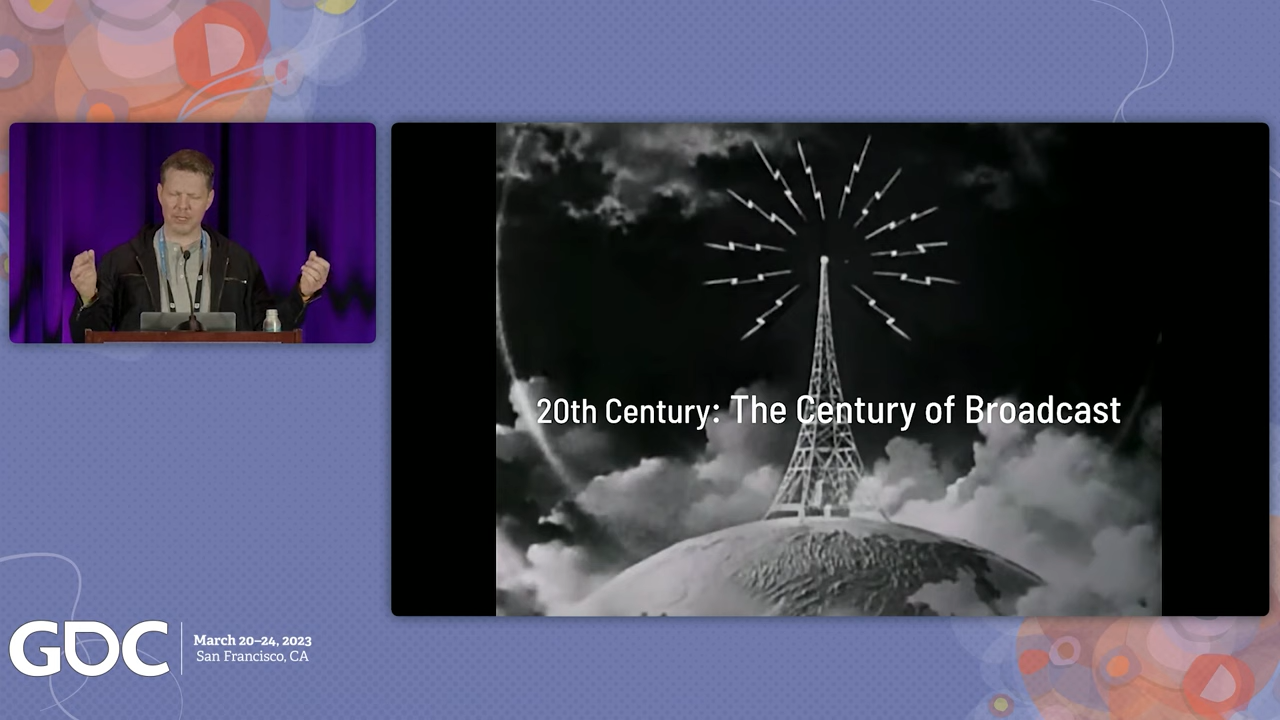 20th Century: The Century of Broadcast
GDC
March 20–24, 2023
San Francisco, CA